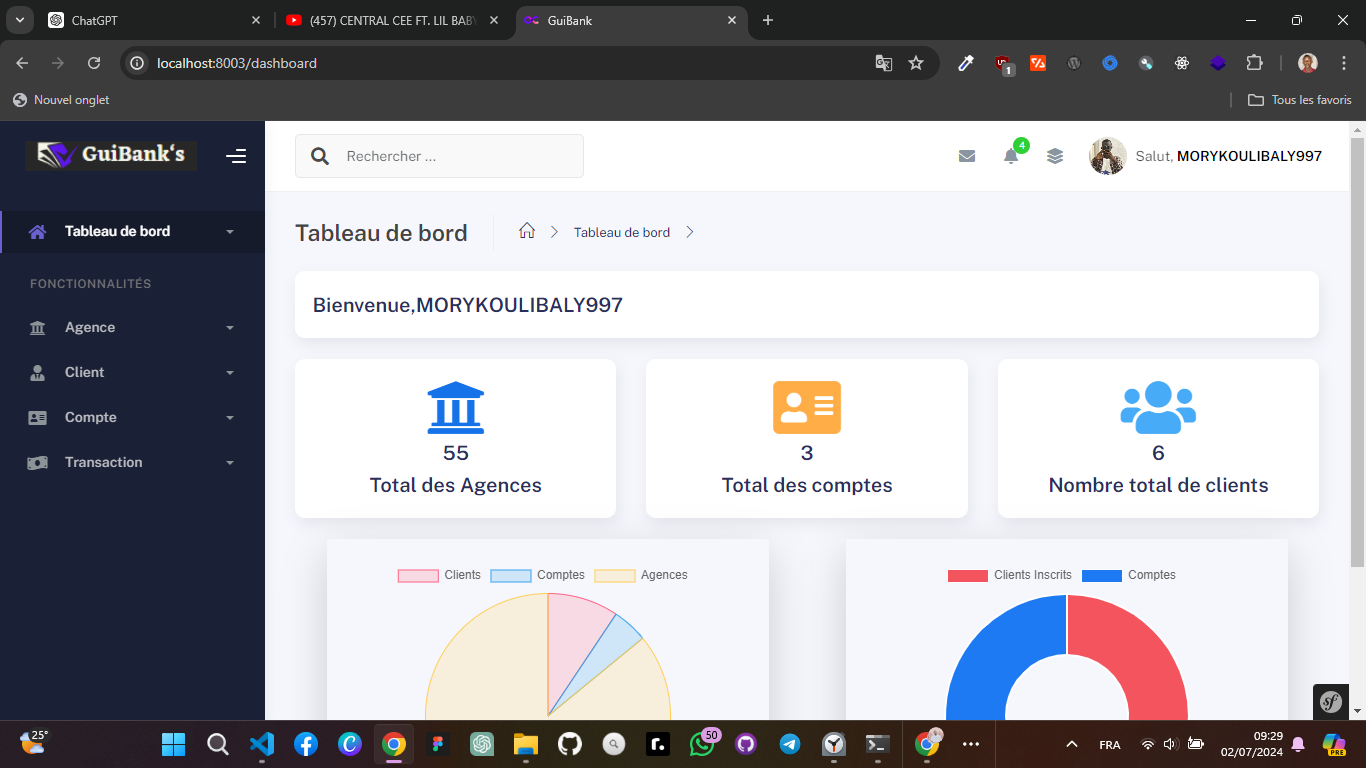 ChatGPT
(457) CENTRAL CEE FT. LIL BABY
GuiBank
localhost:8003/dashboard
1
Nouvel onglet
Tous les favoris
GuiBank's
Rechercher ...
4
Salut, MORYKOULIBALY997
Tableau de bord
FONCTIONNALITÉS
Agence
Client
Compte
Transaction
Tableau de bord
Tableau de bord
Bienvenue,MORYKOULIBALY997
55
Total des Agences
3
Total des comptes
6
Nombre total de clients
Clients
Comptes
Agences
Clients Inscrits
Comptes
sf
25°
50
FRA
09:29
02/07/2024
PRE